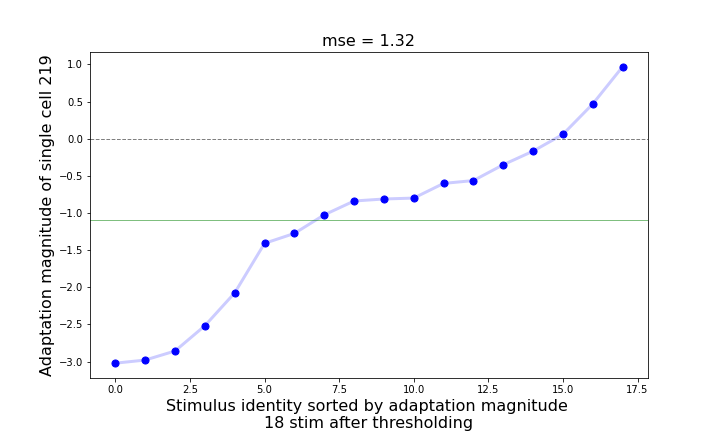 mse = 1.32
Adaptation magnitude of single cell 219
1.0
0.5
0.0
−0.5
−1.0
−1.5
−2.0
−2.5
−3.0
0.0 2.5 5.0 7.5 10.0 12.5 15.0 17.5
Stimulus identity sorted by adaptation magnitude
18 stim after thresholding